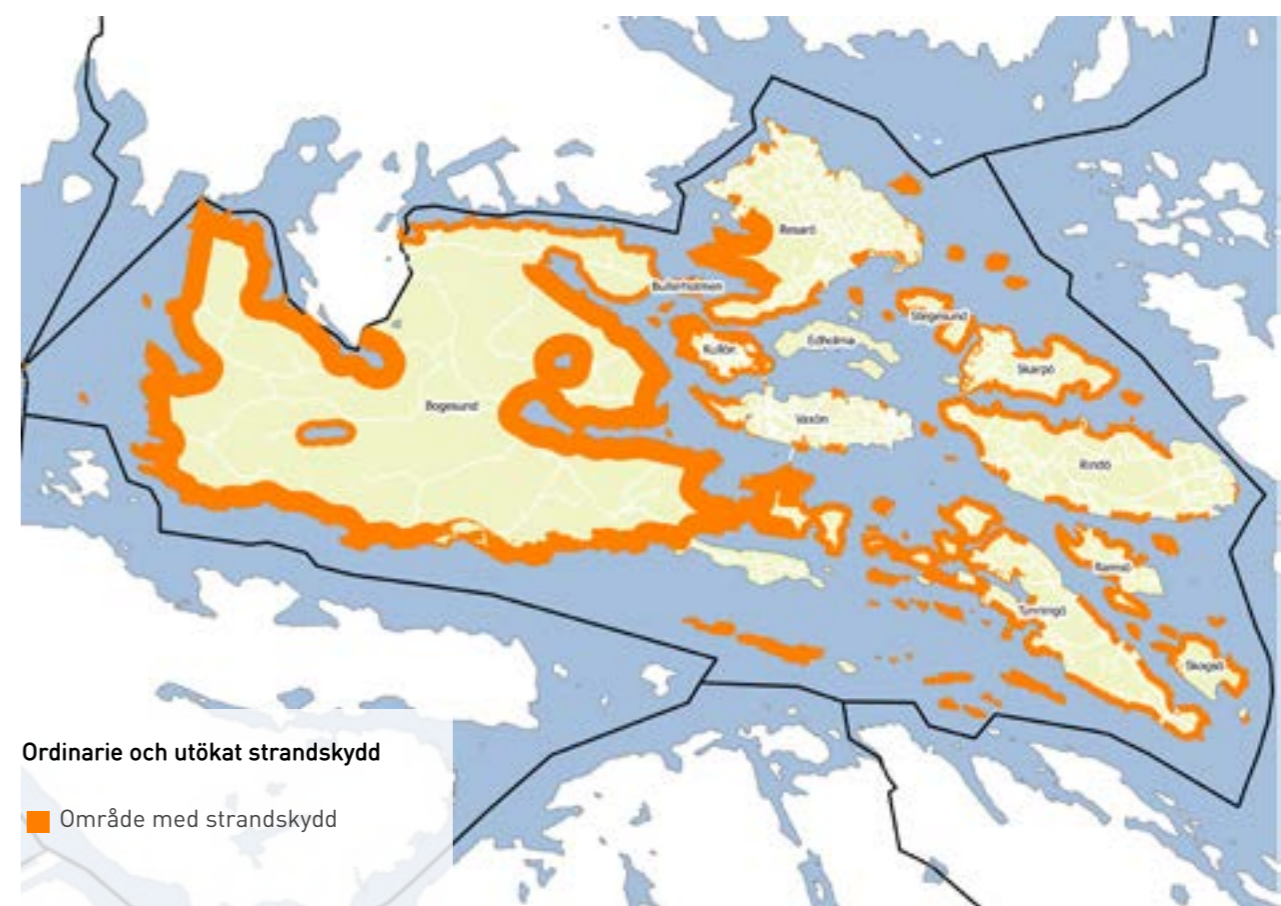 Resarö
Bullerholmen
Stegesund
Kullön
Edholma
Skarpö
Bogesund
Vaxön
Rindö
Ramsö
Tynningö
Skogsö
Ordinarie och utökat strandskydd
Område med strandskydd